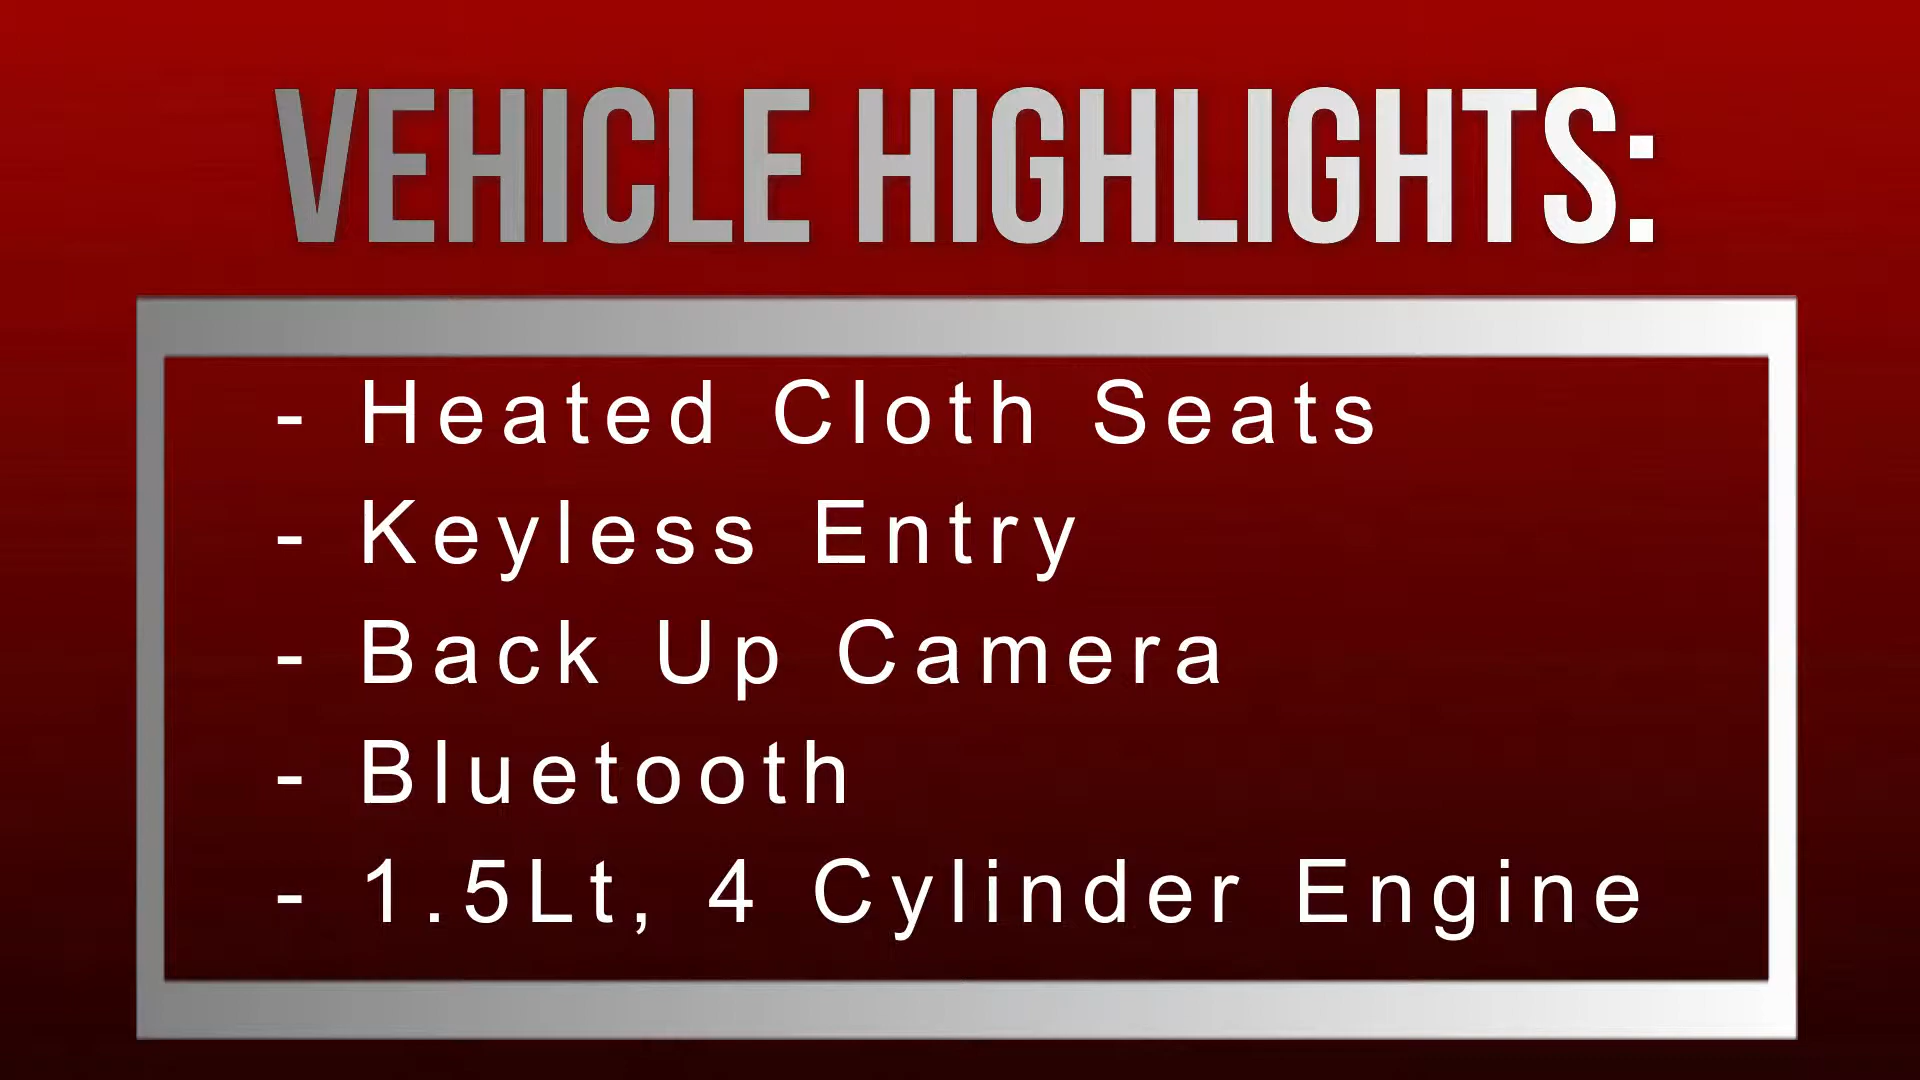 VEHICLE HIGHLIGHTS:
- Heated Cloth Seats
- Keyless Entry
- Back Up Camera
- Bluetooth
- 1.5Lt, 4 Cylinder Engine